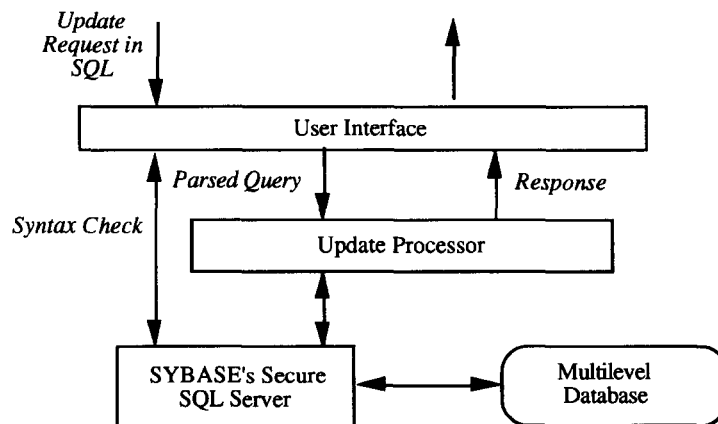 Update
Request in
SQL
User Interface
Parsed Query
Response
Syntax Check
Update Processor
SYBASE's Secure
SQL Server
Multilevel
Database